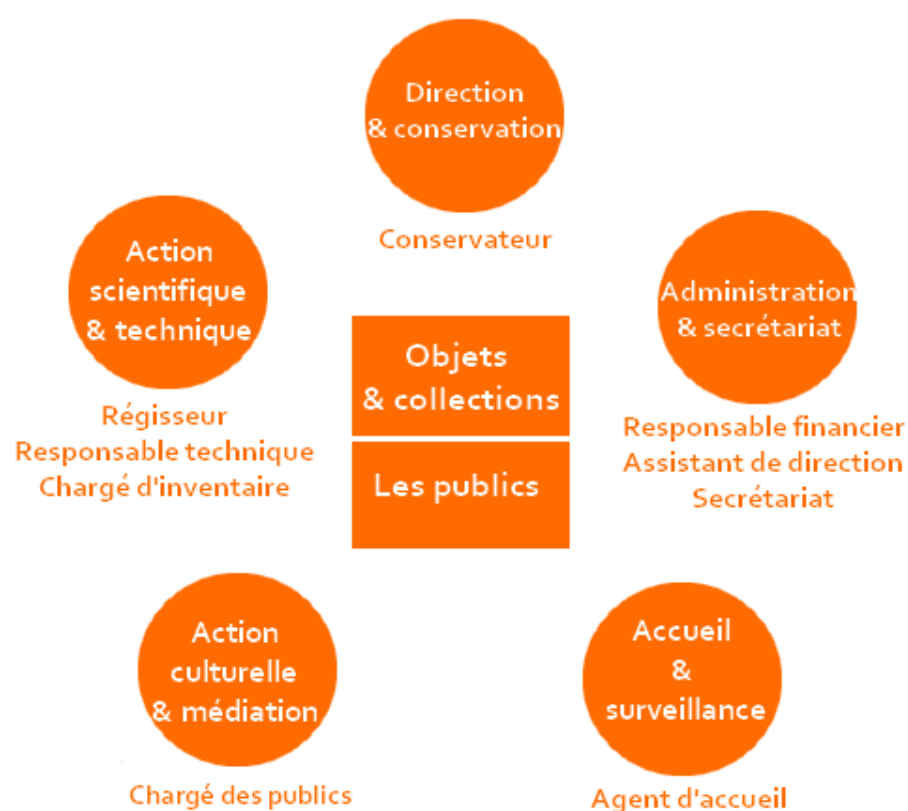 Direction
& conservation
Conservateur
Action
scientifique
& technique
Régisseur
Responsable technique
Chargé d'inventaire
Administration
& secrétariat
Responsable financier
Assistant de direction
Secrétariat
Objets
& collections
Les publics
Action
culturelle
& médiation
Chargé des publics
Accueil
&
surveillance
Agent d'accueil